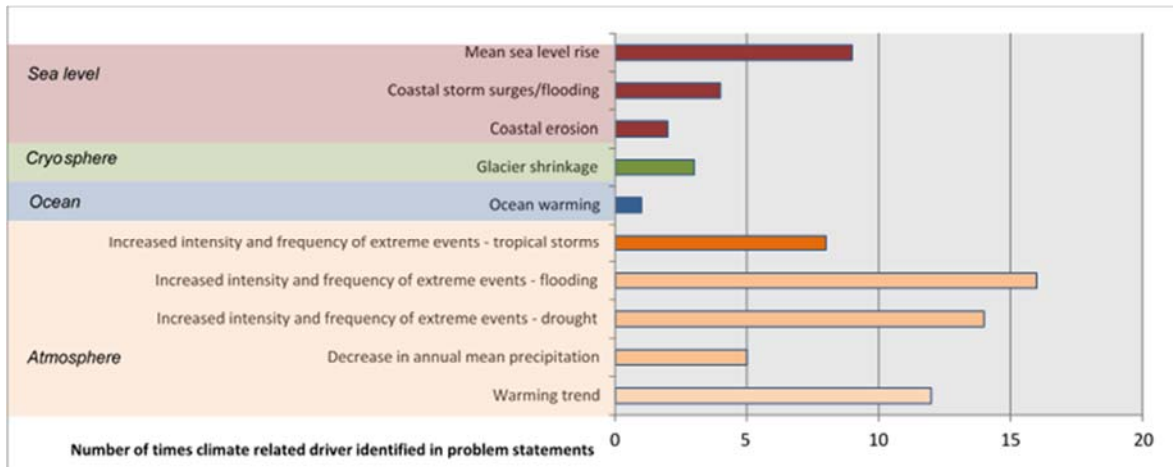 Mean sea level rise
Sea level
Coastal storm surges/flooding
Coastal erosion
Cryosphere
Glacier shrinkage
Ocean
Ocean warming
Increased intensity and frequency of extreme events - tropical storms
Increased intensity and frequency of extreme events - flooding
Increased intensity and frequency of extreme events - drought
Atmosphere
Decrease in annual mean precipitation
Warming trend
Number of times climate related driver identified in problem statements
0 5 10 15 20